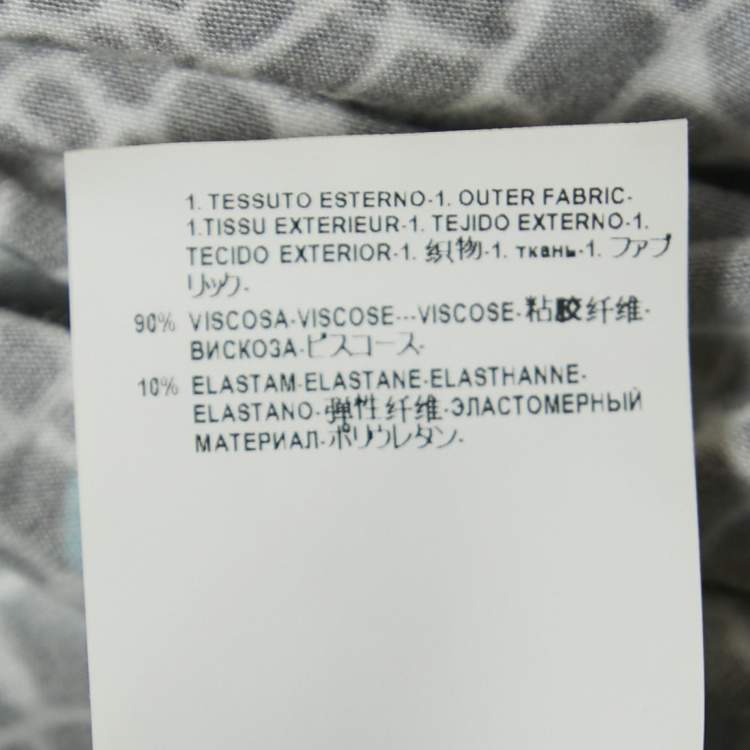 1. TESSUTO ESTERNO-1. OUTER FABRIC-
1.TISSU EXTERIEUR-1. TEJIDO EXTERNO-1.
TECIDO EXTERIOR-1. 织物-1. ткань-1. ファブ
リック-
90% VISCOSA-VISCOSE---VISCOSE-粘胶纤维-
ВИСКОЗА-ビスコース-
10% ELASTAM-ELASTANE-ELASTHANNE-
ELASTANO-弹性纤维-ЭЛАСТОМЕРНЫЙ
МАТЕРИАЛ-ポリウレタン-